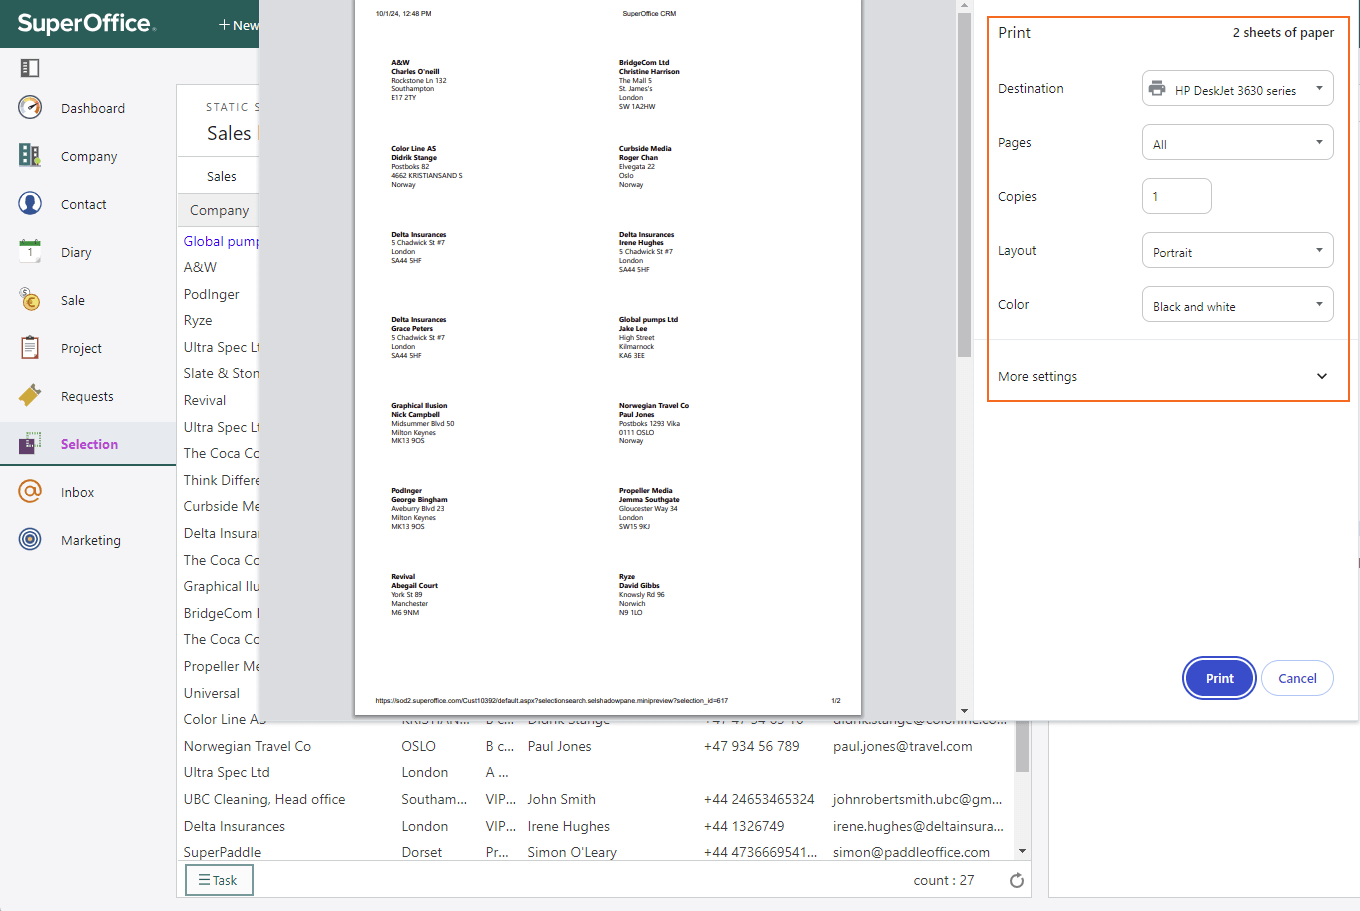 SuperOffice.
+ New
Dashboard
Company
Contact
1
Diary
Sale
Project
Requests
Selection
Inbox
Marketing
STATIC S
Sales
Sales
Company
Global pump
A&W
PodInger
Ryze
Ultra Spec Lt
Slate & Ston
Revival
Ultra Spec Lt
The Coca Co
Think Differe
Curbside Me
Delta Insura
The Coca Co
Graphical Ilu
BridgeCom
The Coca Co
Propeller Me
Universal
Color Line AS
Norwegian Travel Co OSLO B c... Paul Jones +47 934 56 789 paul.jones@travel.com
Ultra Spec Ltd London A ...
UBC Cleaning, Head office Southam... VIP... John Smith +44 24653465324 johnrobertsmith.ubc@gm...
Delta Insurances London VIP... Irene Hughes +44 1326749 irene.hughes@deltainsura...
SuperPaddle Dorset Pr... Simon O'Leary +44 4736669541... simon@paddleoffice.com
Task
count : 27
10/1/24, 12:48 PM SuperOffice CRM
A&W
Charles O'neill
Rockstone Ln 132
Southampton
E17 2TY
BridgeCom Ltd
Christine Harrison
The Mall 5
St. James's
London
SW 1A2HW
Color Line AS
Didrik Stange
Postboks 82
4662 KRISTIANSAND S
Norway
Curbside Media
Roger Chan
Elvegata 22
Oslo
Norway
Delta Insurances
5 Chadwick St #7
London
SA44 5HF
Delta Insurances
Irene Hughes
5 Chadwick St #7
London
SA44 5HF
Delta Insurances
Grace Peters
5 Chadwick St #7
London
SA44 5HF
Global pumps Ltd
Jake Lee
High Street
Kilmarnock
KA6 3EE
Graphical Ilusion
Nick Campbell
Midsummer Blvd 50
Milton Keynes
MK13 9OS
Norwegian Travel Co
Paul Jones
Postboks 1293 Vika
0111 OSLO
Norway
PodInger
George Bingham
Aveburry Blvd 23
Milton Keynes
MK13 9OS
Propeller Media
Jemma Southgate
Gloucester Way 34
London
SW15 9KJ
Revival
Abegail Court
York St 89
Manchester
M6 9NM
Ryze
David Gibbs
Knowsly Rd 96
Norwich
N9 1LO
https://sod2.superoffice.com/Cust10392/default.aspx?selectionsearch.selshadowpane.minipreview?selection_id=617 1/2
Print 2 sheets of paper
Destination HP DeskJet 3630 series
Pages All
Copies 1
Layout Portrait
Color Black and white
More settings
Print Cancel